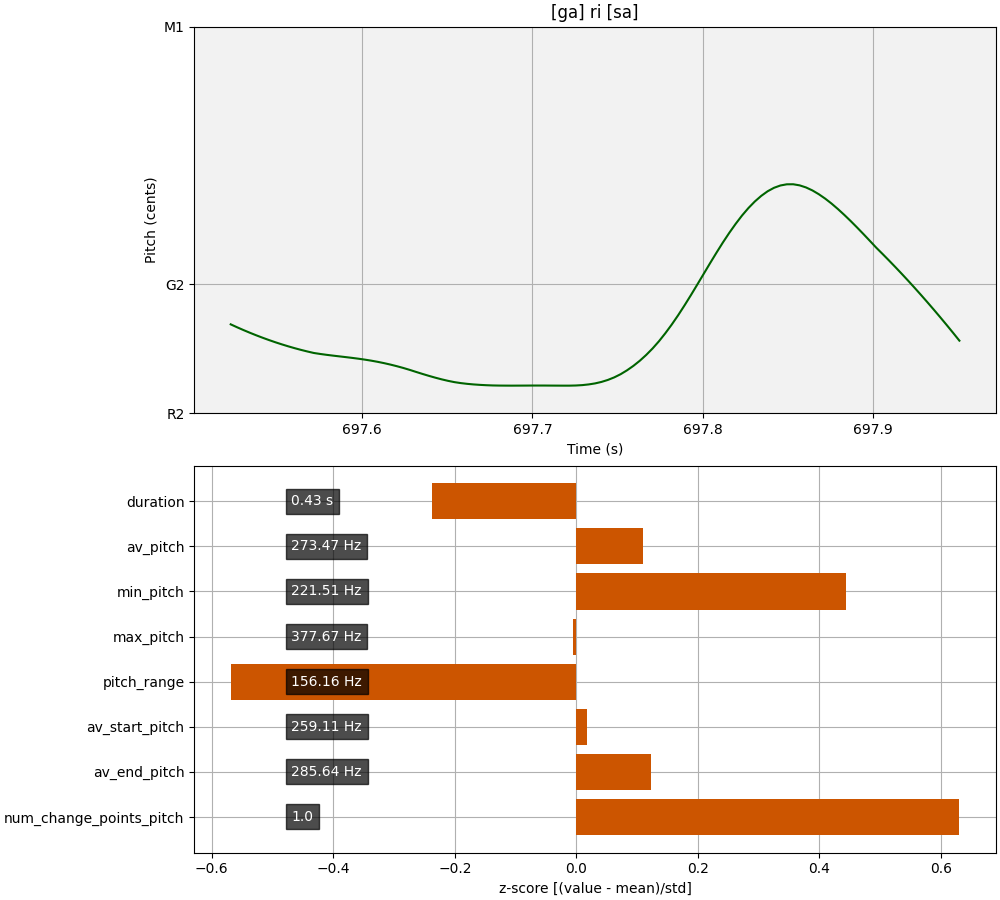 [ga] ri [sa]
M1
G2
R2
Pitch (cents)
697.6 697.7 697.8 697.9
Time (s)
duration 0.43 s
av_pitch 273.47 Hz
min_pitch 221.51 Hz
max_pitch 377.67 Hz
pitch_range 156.16 Hz
av_start_pitch 259.11 Hz
av_end_pitch 285.64 Hz
num_change_points_pitch 1.0
−0.6 −0.4 −0.2 0.0 0.2 0.4 0.6
z-score [(value - mean)/std]